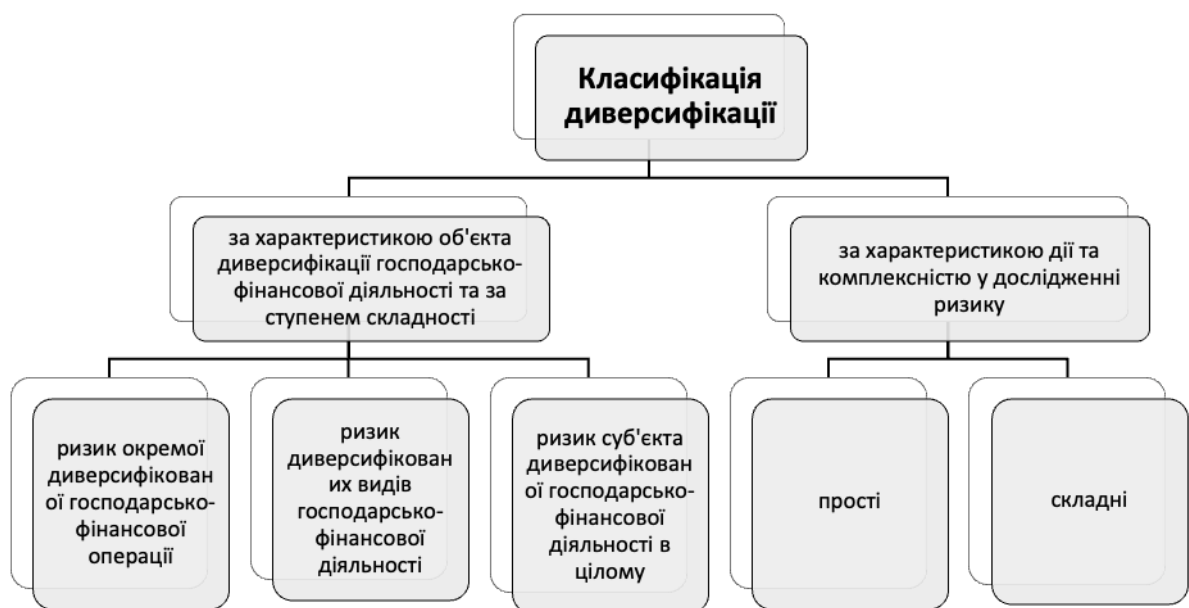 Класифікація
диверсифікації
за характеристикою об'єкта
диверсифікації господарсько-
фінансової діяльності та за
ступенем складності
за характеристикою дії та
комплексністю у дослідженні
ризику
ризик окремої
диверсифікован
ої господарсько-
фінансової
операції
ризик
диверсифікован
их видів
господарсько-
фінансової
діяльності
ризик суб'єкта
диверсифікован
ої господарсько-
фінансової
діяльності в
цілому
прості
складні